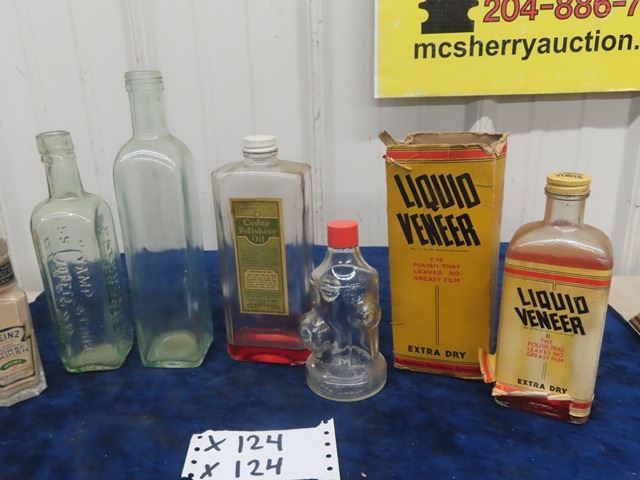 204-886-7
mcsherryauction.
CAMP
COFFEE
HEINZ
Cedar
Polishing
Oil
LIQUID
VENEER
THE
POLISH THAT
LEAVES NO
GREASY FILM
EXTRA DRY
LIQUID
VENEER
THE
POLISH THAT
LEAVES NO
GREASY FILM
EXTRA DRY
X 124
X 124